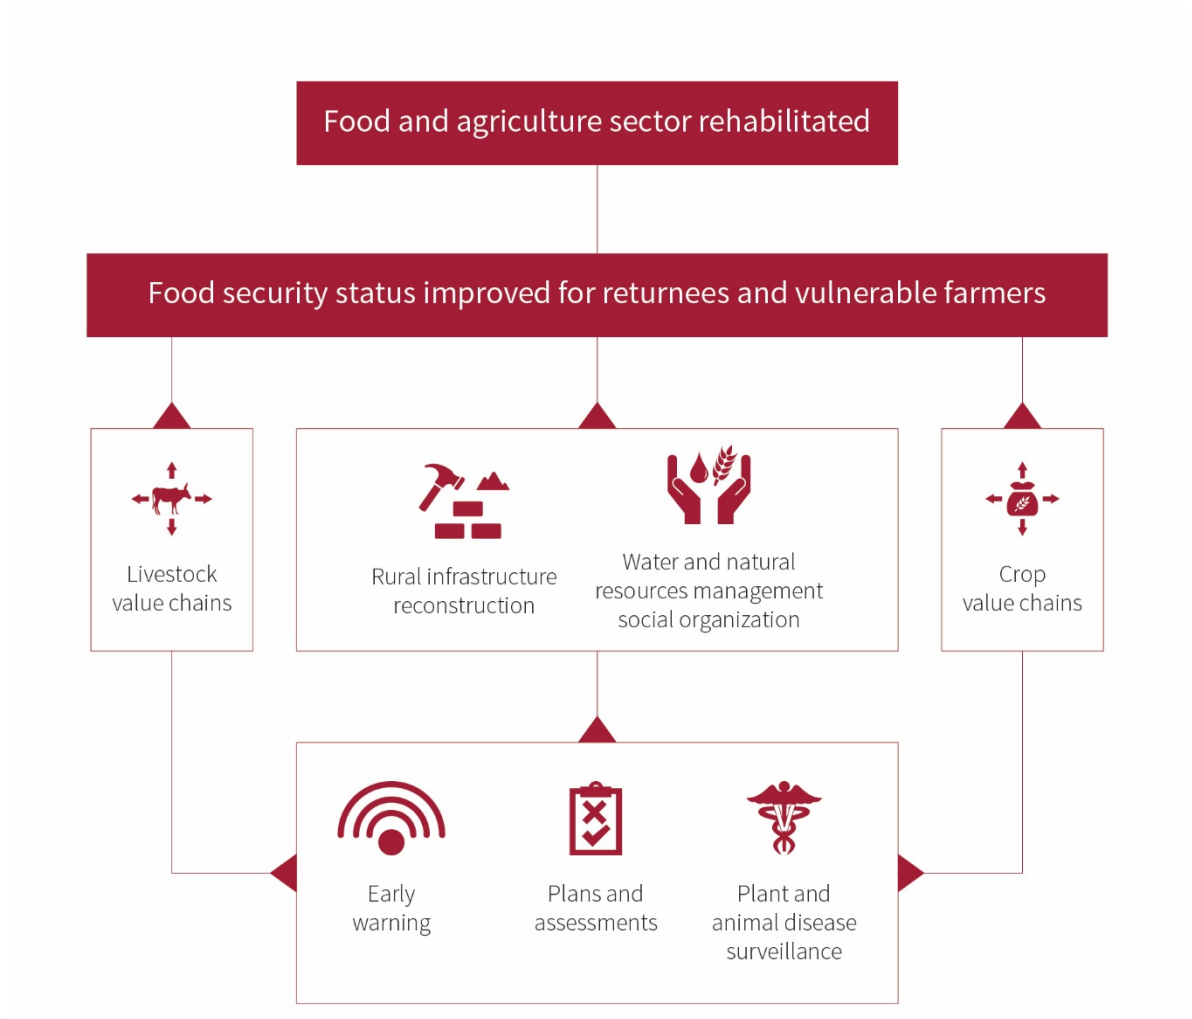 Food and agriculture sector rehabilitated
Food security status improved for returnees and vulnerable farmers
Livestock
value chains
Rural infrastructure
reconstruction
Water and natural
resources management
social organization
Crop
value chains
Early
warning
Plans and
assessments
Plant and
animal disease
surveillance